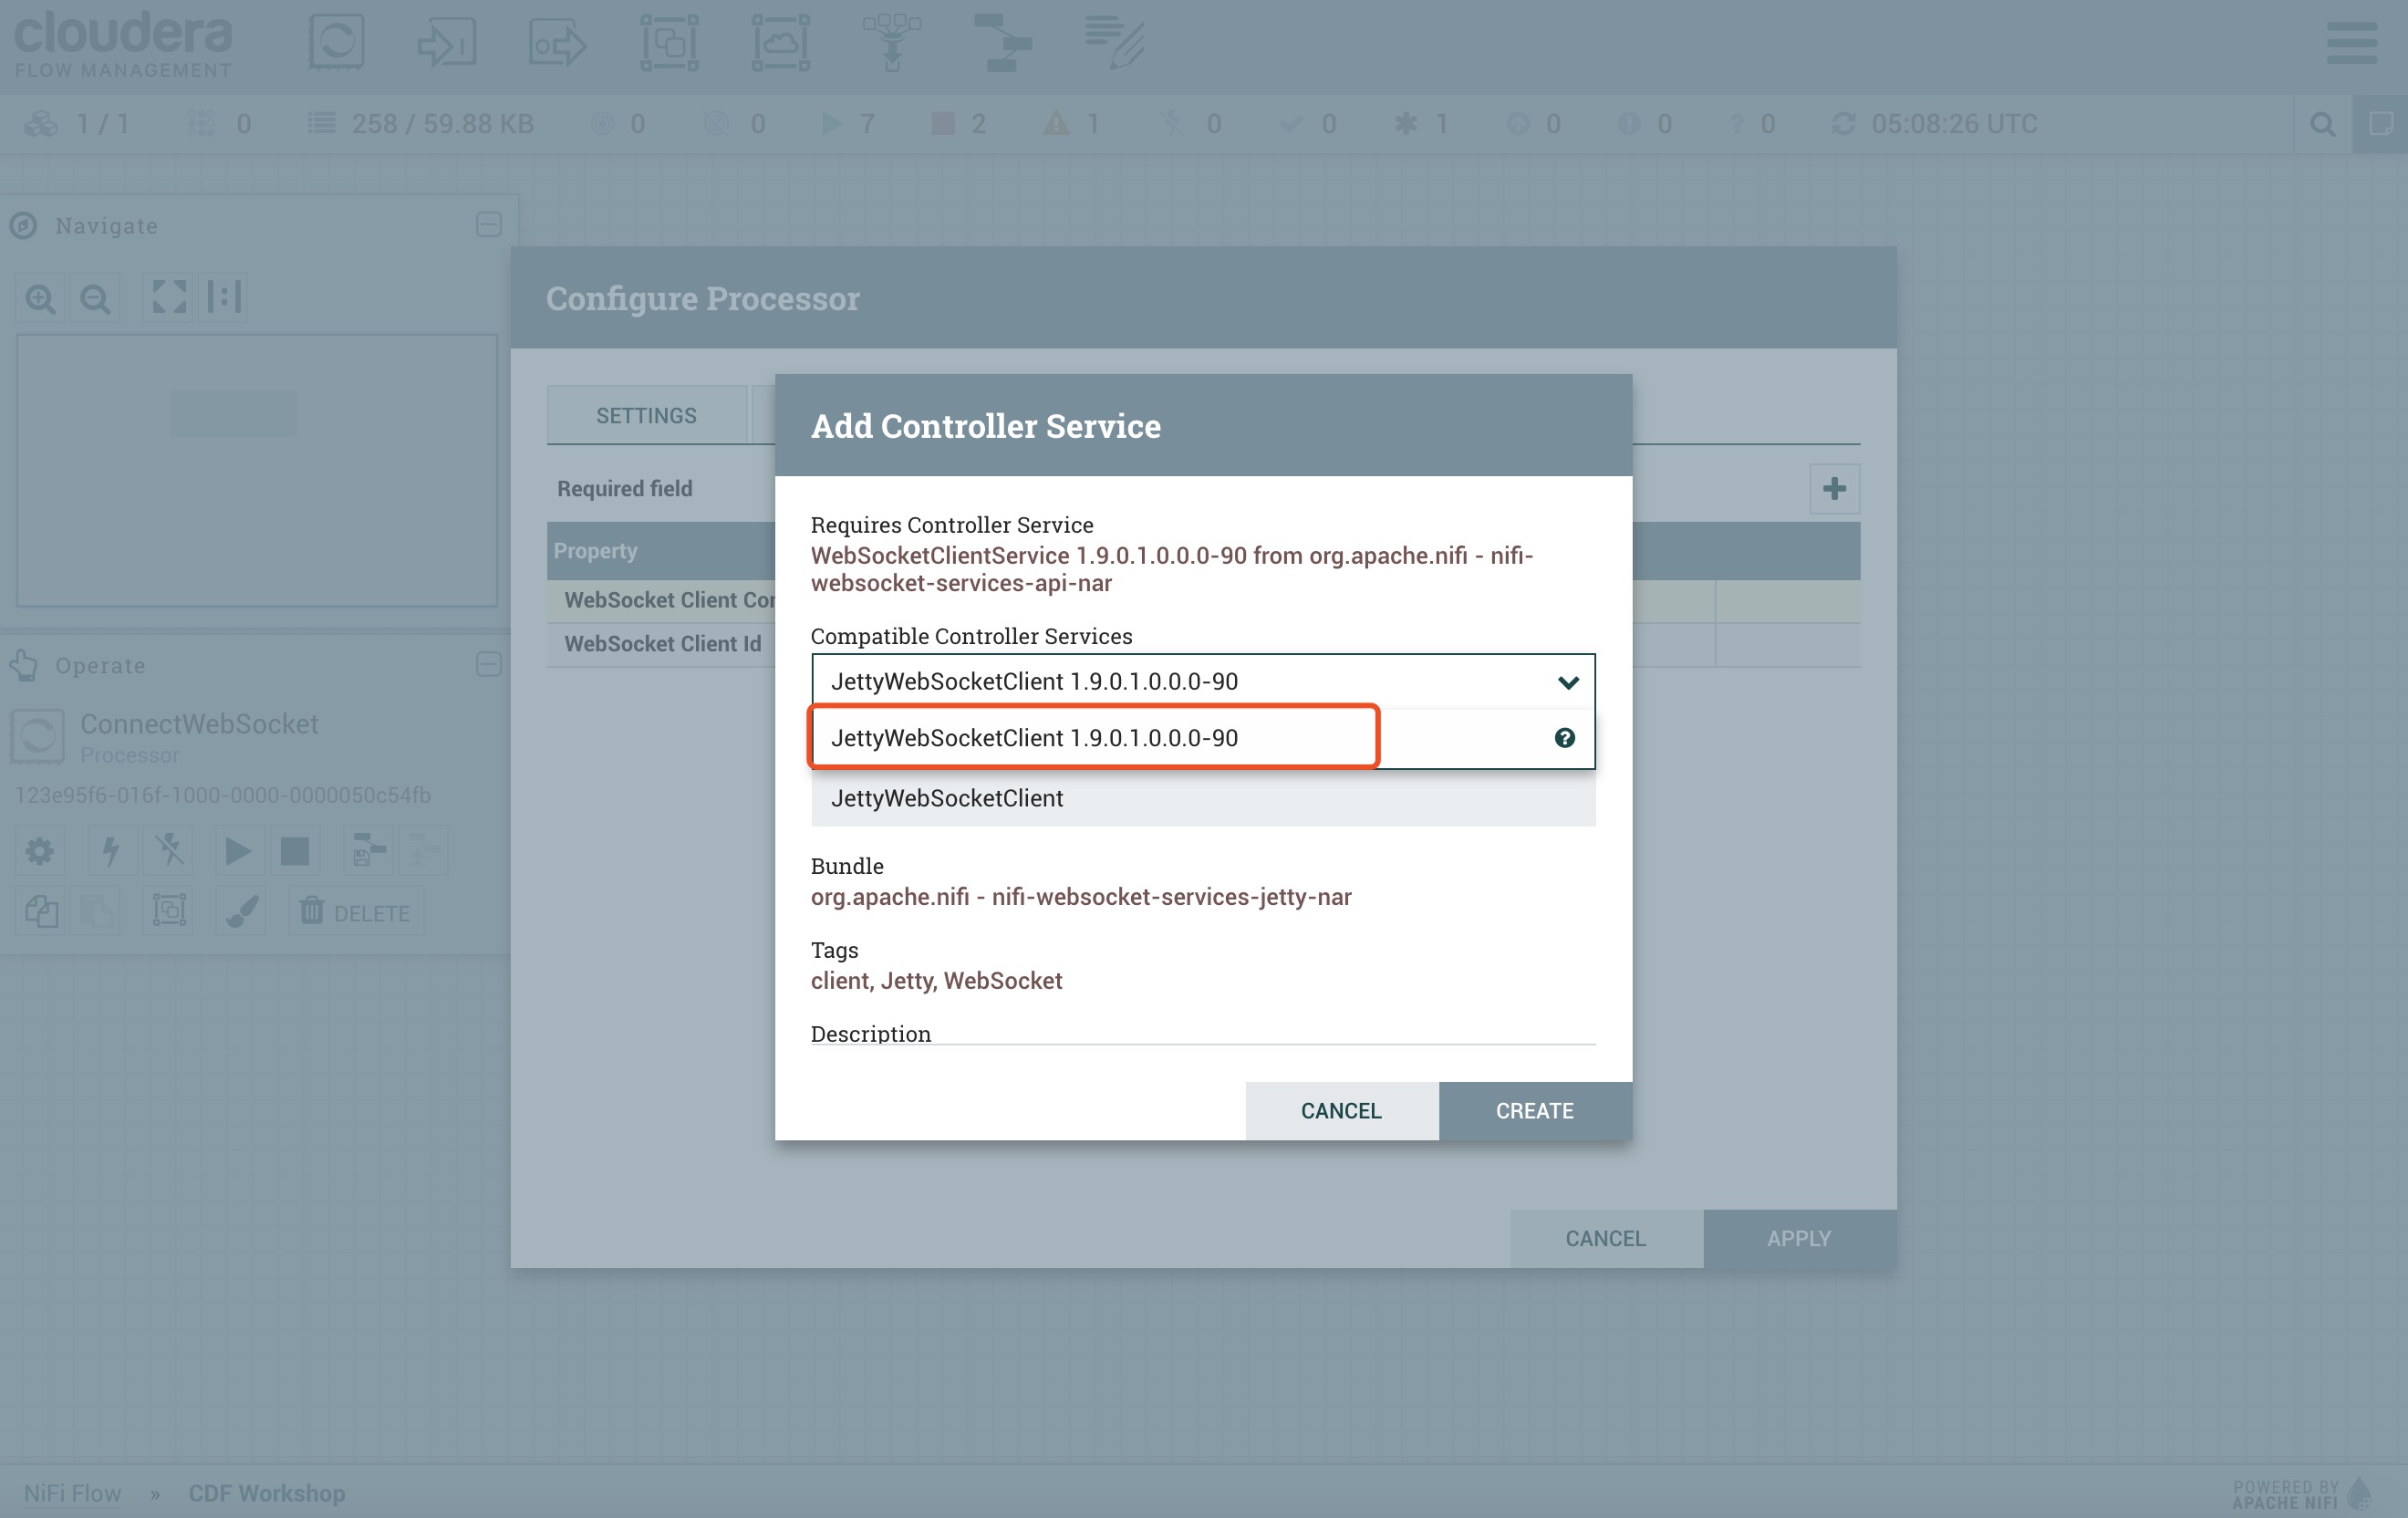 cloudera
FLOW MANAGEMENT
1 / 1
0
258 / 59.88 KB
0
0
7
2
1
0
0
1
0
0
0
05:08:26 UTC
Navigate
Operate
ConnectWebSocket
Processor
123e95f6-016f-1000-0000-0000050c54fb
DELETE
Configure Processor
SETTINGS
Required field
Property
WebSocket Client Con
WebSocket Client Id
Add Controller Service
Requires Controller Service
WebSocketClientService 1.9.0.1.0.0.0-90 from org.apache.nifi - nifi-
websocket-services-api-nar
Compatible Controller Services
JettyWebSocketClient 1.9.0.1.0.0.0-90
JettyWebSocketClient 1.9.0.1.0.0.0-90
JettyWebSocketClient
Bundle
org.apache.nifi - nifi-websocket-services-jetty-nar
Tags
client, Jetty, WebSocket
Description
CANCEL
CREATE
CANCEL
APPLY
NiFi Flow » CDF Workshop
POWERED BY
APACHE NIFI